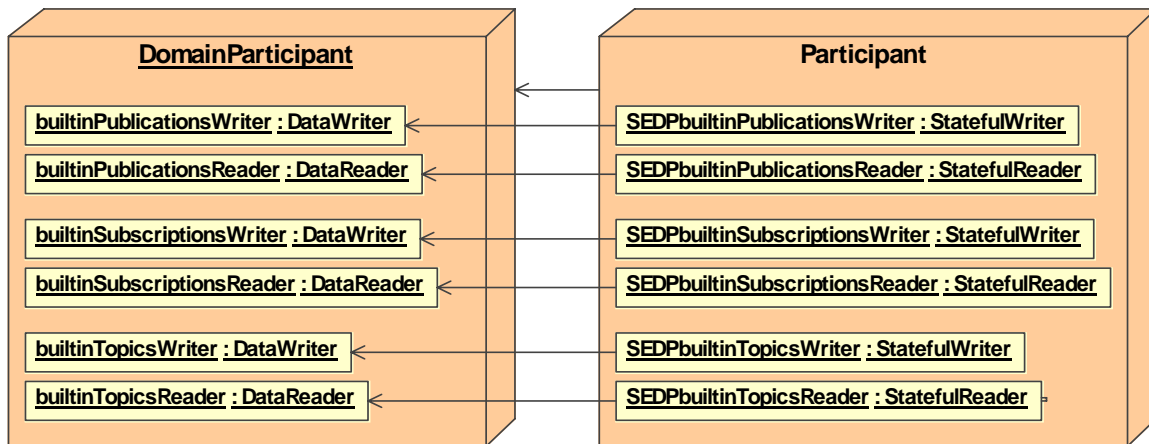 DomainParticipant
builtinPublicationsWriter : DataWriter
builtinPublicationsReader : DataReader
builtinSubscriptionsWriter : DataWriter
builtinSubscriptionsReader : DataReader
builtinTopicsWriter : DataWriter
builtinTopicsReader : DataReader
Participant
SEDPbuiltinPublicationsWriter : StatefulWriter
SEDPbuiltinPublicationsReader : StatefulReader
SEDPbuiltinSubscriptionsWriter : StatefulWriter
SEDPbuiltinSubscriptionsReader : StatefulReader
SEDPbuiltinTopicsWriter : StatefulWriter
SEDPbuiltinTopicsReader : StatefulReader